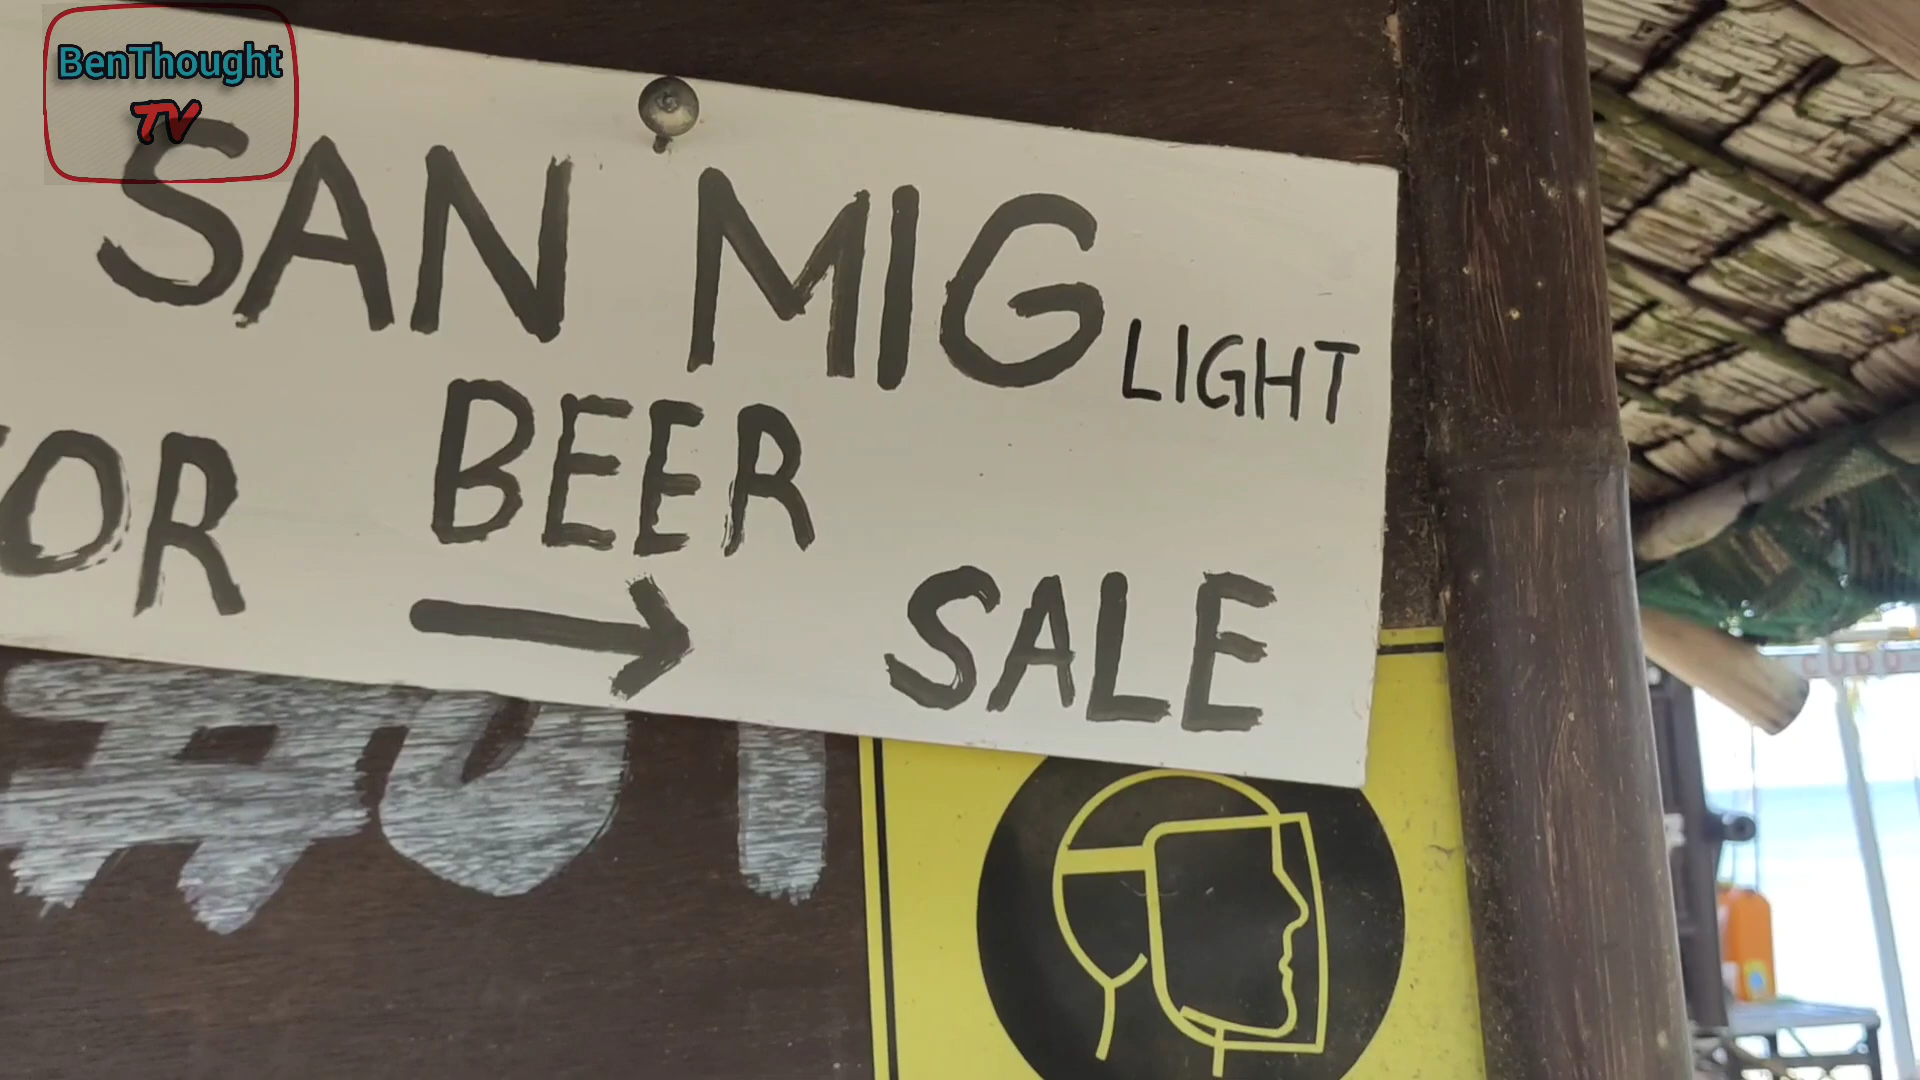 BenThought
TV
SAN MIG LIGHT
OR BEER
SALE